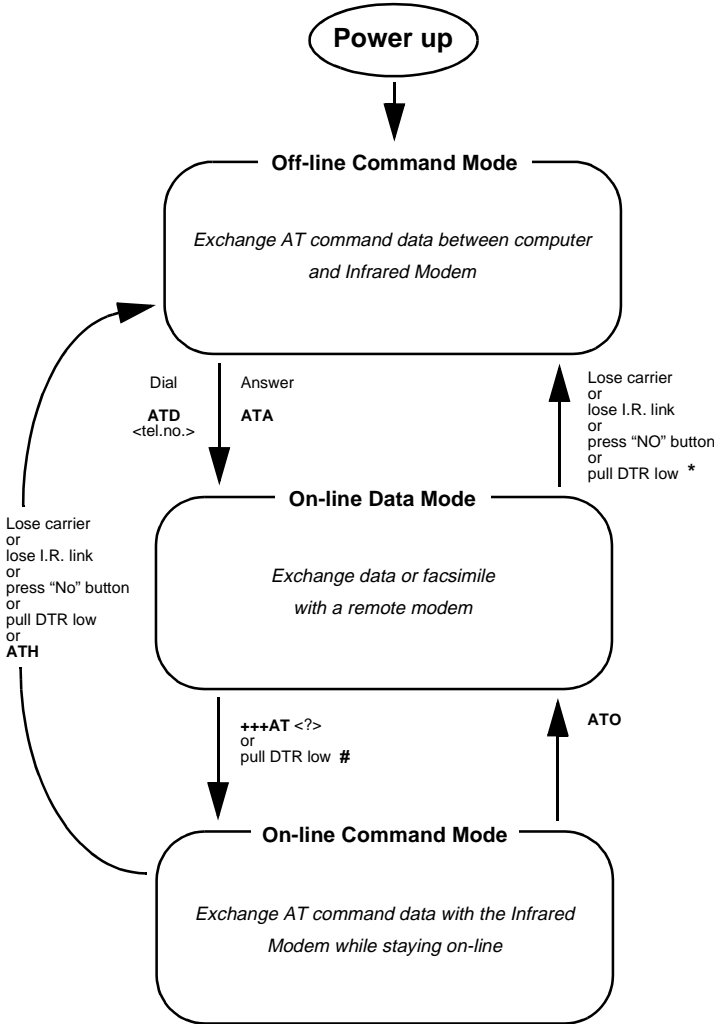 Power up
Off-line Command Mode
Exchange AT command data between computer
and Infrared Modem
Dial
ATD
<tel.no.>
Answer
ATA
Lose carrier
or
lose I.R. link
or
press “NO” button
or
pull DTR low *
On-line Data Mode
Exchange data or facsimile
with a remote modem
Lose carrier
or
lose I.R. link
or
press “No” button
or
pull DTR low
or
ATH
+++AT <?>
or
pull DTR low #
ATO
On-line Command Mode
Exchange AT command data with the Infrared
Modem while staying on-line